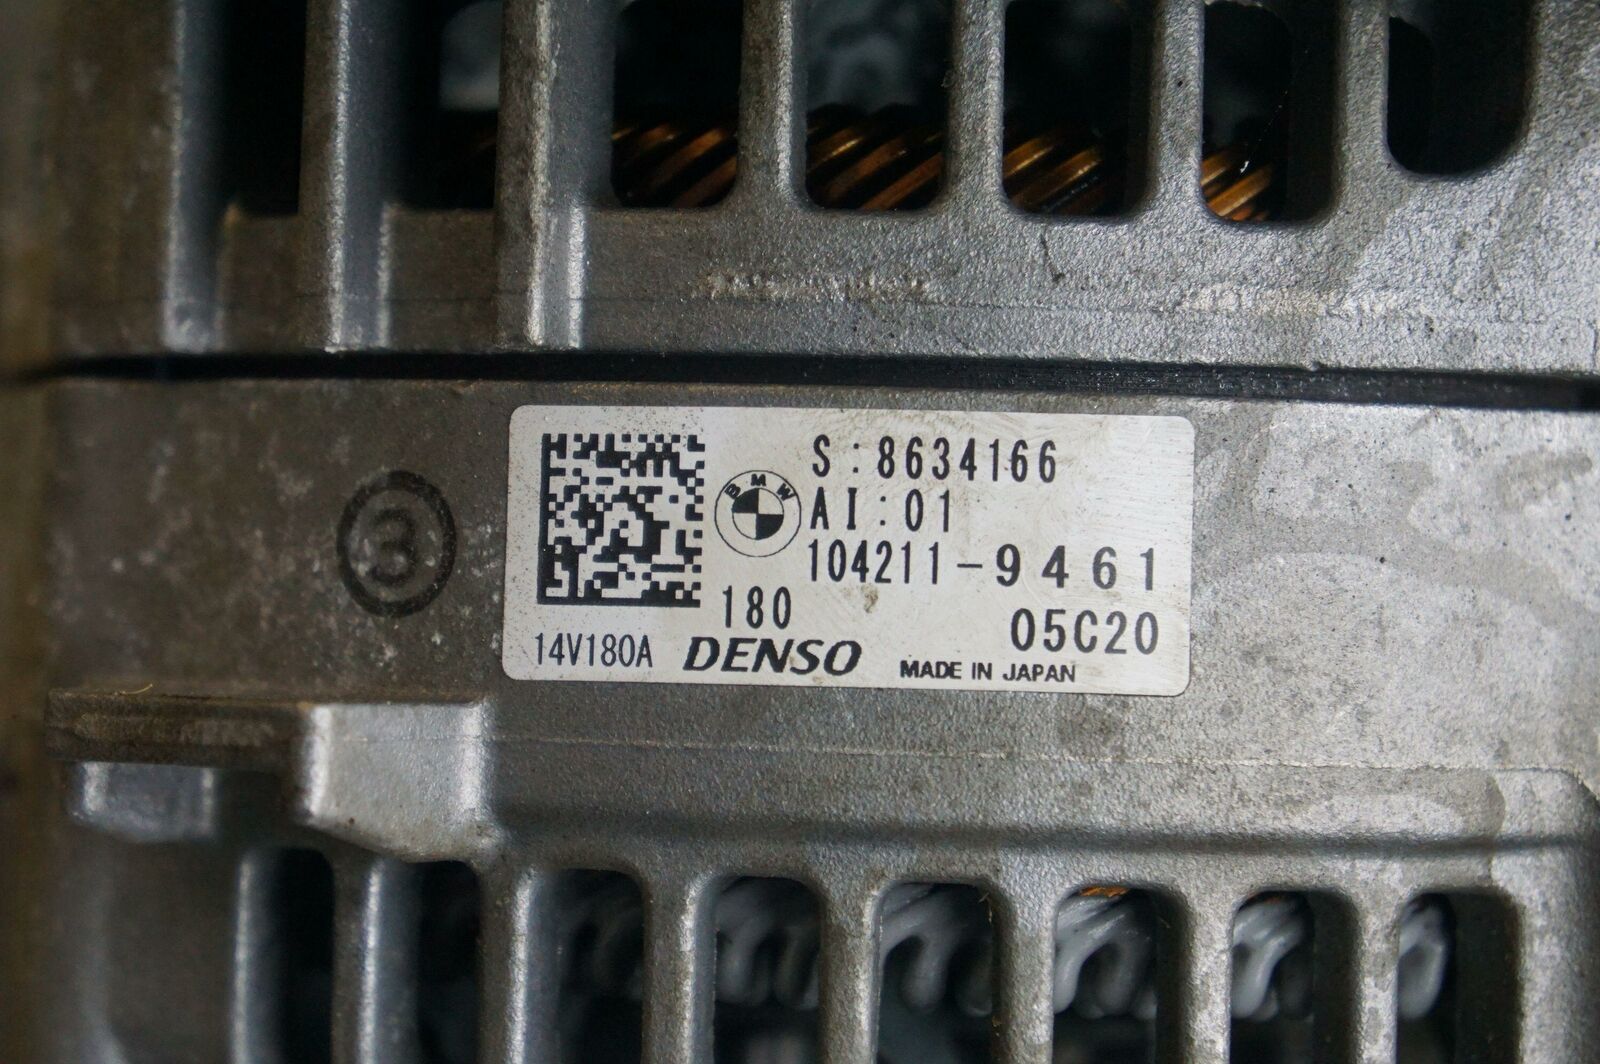 S:8634166
BMW
AI:01
104211-9461
180
05C20
14V180A
DENSO
MADE IN JAPAN
3